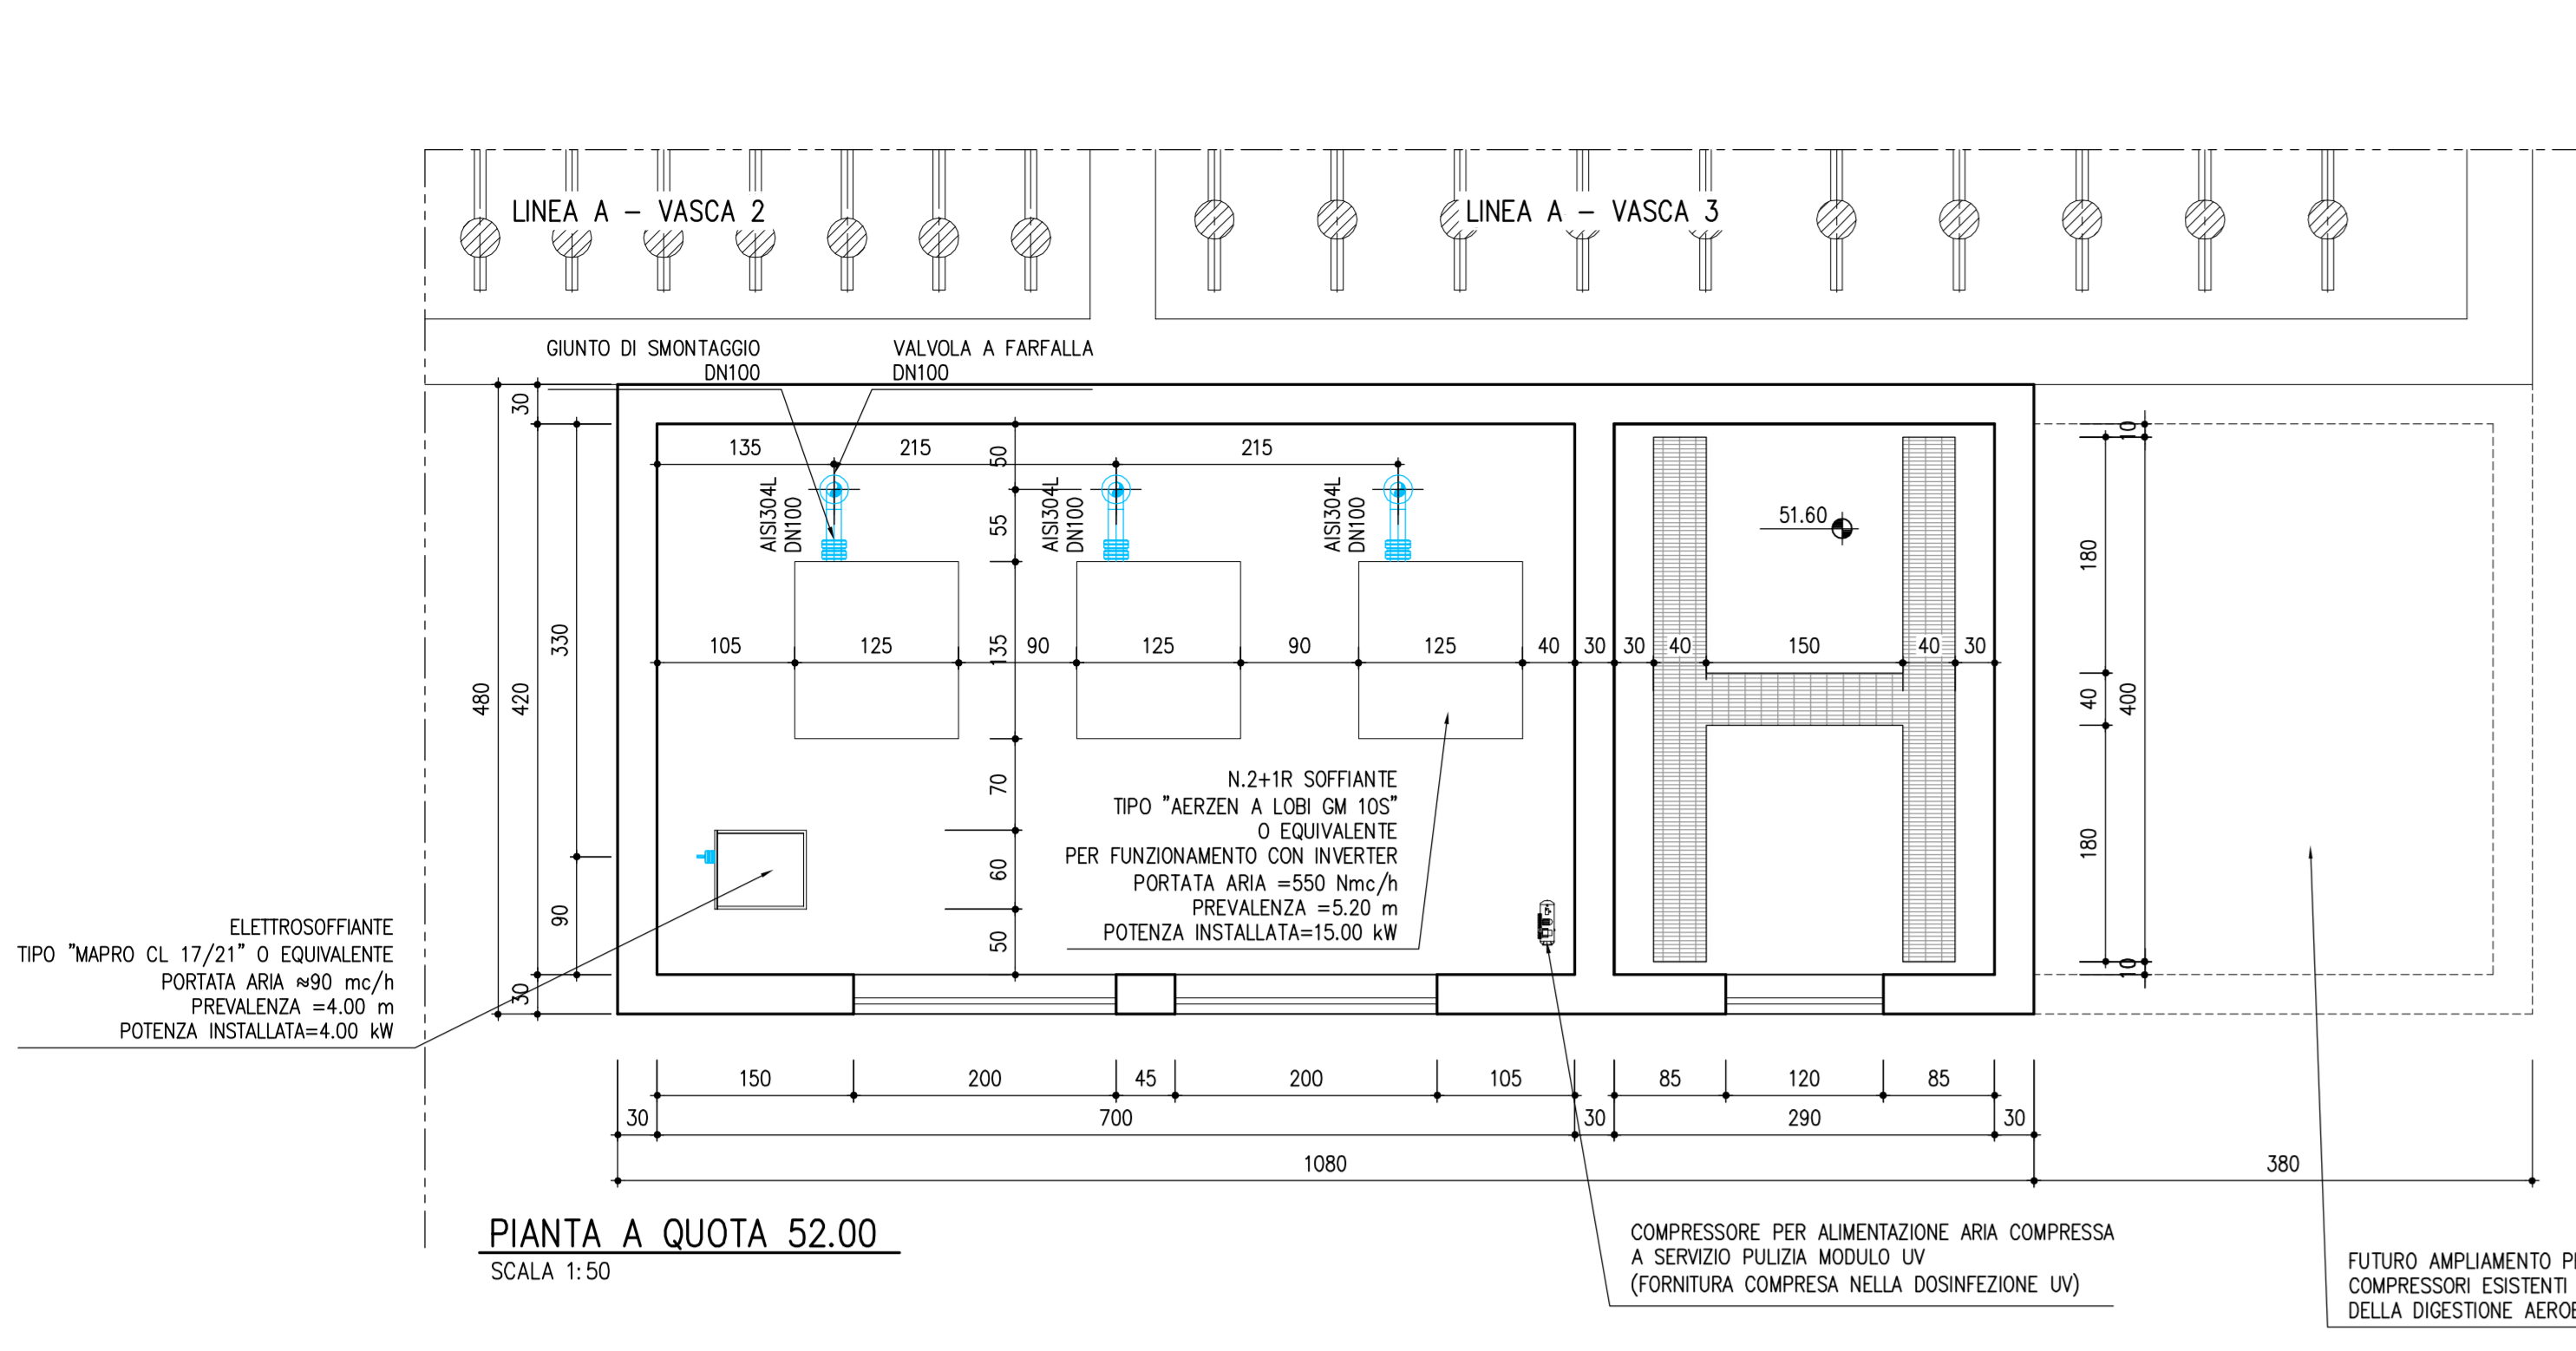 LINEA A - VASCA 2
LINEA A - VASCA 3
GIUNTO DI SMONTAGGIO
DN100
VALVOLA A FARFALLA
DN100
30
135
215
215
50
10
AISI304L
DN100
AISI304L
DN100
AISI304L
DN100
55
51.60
180
330
480
420
105
125
135
90
125
90
125
40
30
30
40
150
40
30
40
400
70
60
50
90
30
180
10
N.2+1R SOFFIANTE
TIPO "AERZEN A LOBI GM 10S"
O EQUIVALENTE
PER FUNZIONAMENTO CON INVERTER
PORTATA ARIA =550 Nmc/h
PREVALENZA =5.20 m
POTENZA INSTALLATA=15.00 kW
ELETTROSOFFIANTE
TIPO "MAPRO CL 17/21" O EQUIVALENTE
PORTATA ARIA ≈90 mc/h
PREVALENZA =4.00 m
POTENZA INSTALLATA=4.00 kW
150
200
45
200
105
85
120
85
30
700
30
290
30
1080
380
PIANTA A QUOTA 52.00
SCALA 1:50
COMPRESSORE PER ALIMENTAZIONE ARIA COMPRESSA
A SERVIZIO PULIZIA MODULO UV
(FORNITURA COMPRESA NELLA DOSINFEZIONE UV)
FUTURO AMPLIAMENTO
COMPRESSORI ESISTENTI
DELLA DIGESTIONE